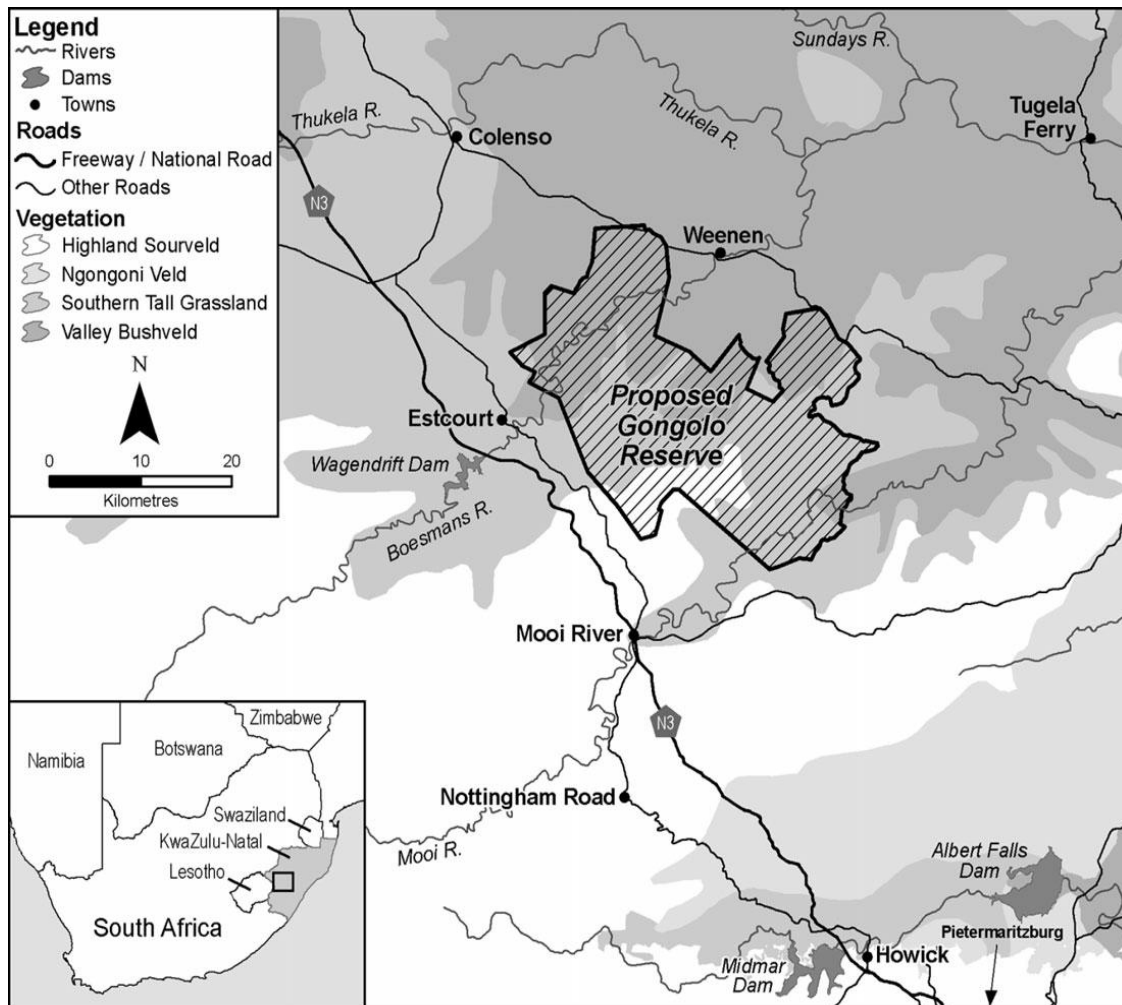 Legend
Rivers
Dams
Towns
Roads
Freeway / National Road
Other Roads
Vegetation
Highland Sourveld
Ngongoni Veld
Southern Tall Grassland
Valley Bushveld
N
0 10 20
Kilometres
Sundays R.
Thukela R.
Thukela R.
Tugela
Ferry
Colenso
N3
Weenen
Proposed
Gongolo
Reserve
Estcourt
Wagendrift Dam
Boesmans R.
Mooi River
N3
Nottingham Road
Mooi R.
Albert Falls
Dam
Pietermaritzburg
Howick
Midmar
Dam
Zimbabwe
Botswana
Namibia
Swaziland
KwaZulu-Natal
Lesotho
South Africa